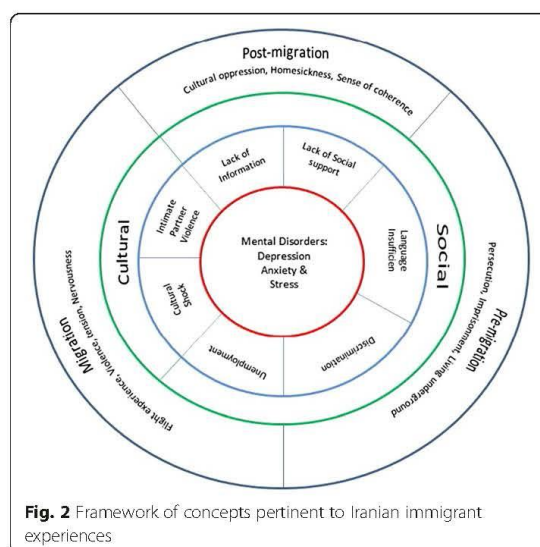 Post-migration
Cultural oppression, Homesickness, Sense of coherence
Lack of
Information
Lack of Social
support
Intimate
Partner
Violence
Language
Insufficien
Cultural
Social
Mental Disorders:
Depression
Anxiety &
Stress
Cultural
Shock
Unemployment
Discrimination
Migration
Flight experience, Violence, tension, Nervousness
Pre-migration
Persecution, Imprisonment, Living underground
Fig. 2 Framework of concepts pertinent to Iranian immigrant
experiences